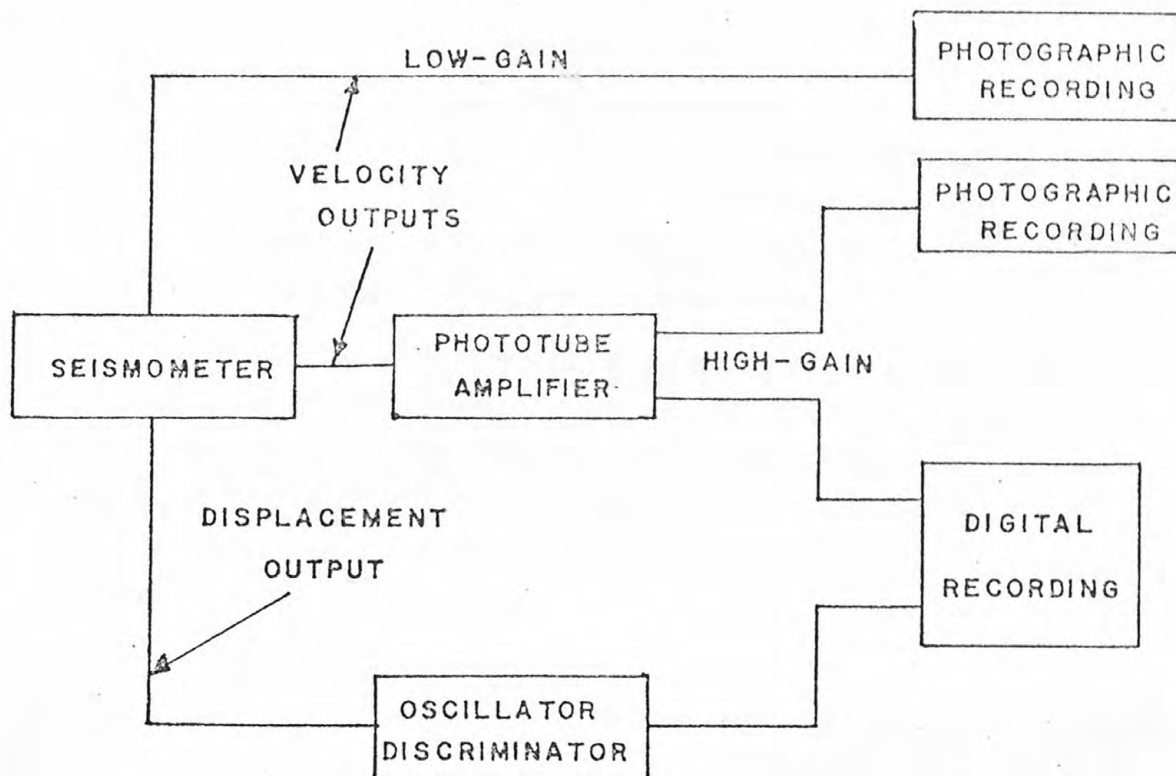 LOW-GAIN
PHOTOGRAPHIC
RECORDING
VELOCITY
OUTPUTS
PHOTOGRAPHIC
RECORDING
SEISMOMETER
PHOTOTUBE
AMPLIFIER
HIGH-GAIN
DISPLACEMENT
OUTPUT
DIGITAL
RECORDING
OSCILLATOR
DISCRIMINATOR